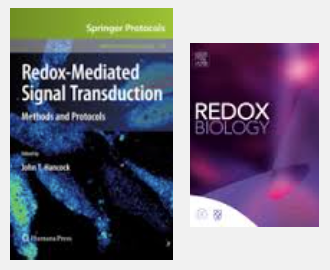 Springer Protocols
Redox-Mediated
Signal Transduction
Methods and Protocols
Edited by
John T. Hancock
Humana Press
REDOX
BIOLOGY